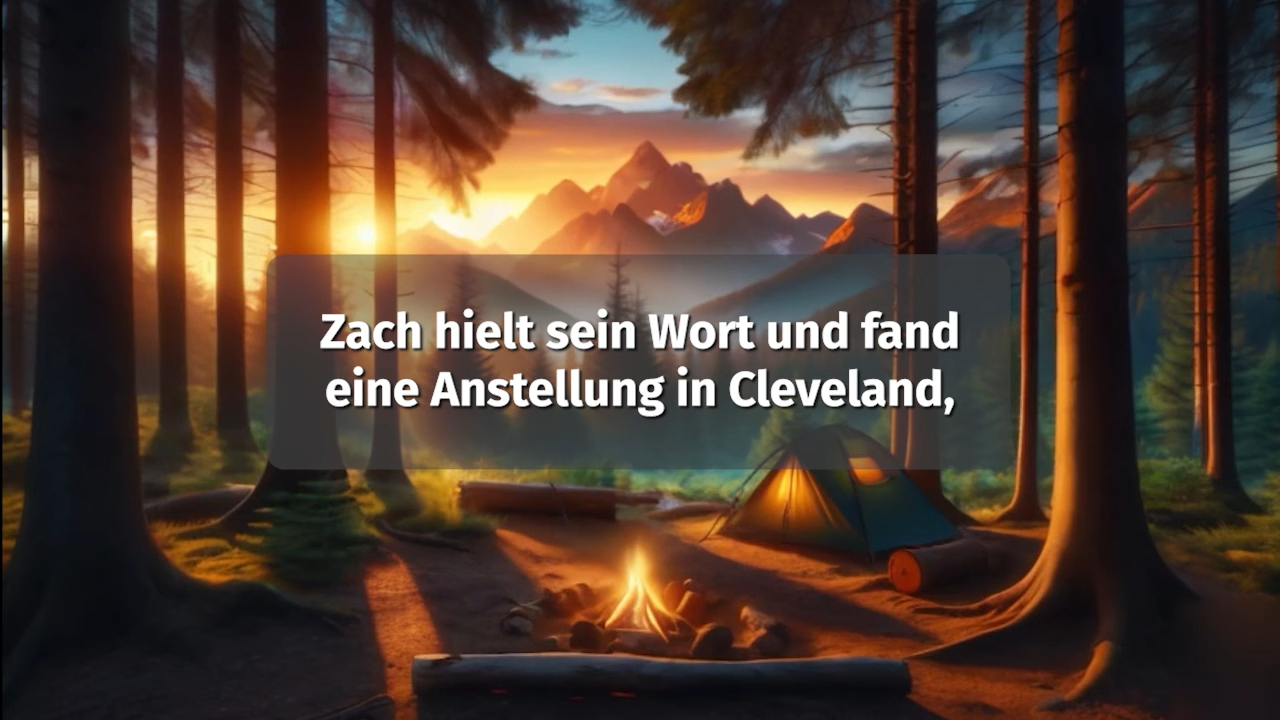 Zach hielt sein Wort und fand
eine Anstellung in Cleveland,